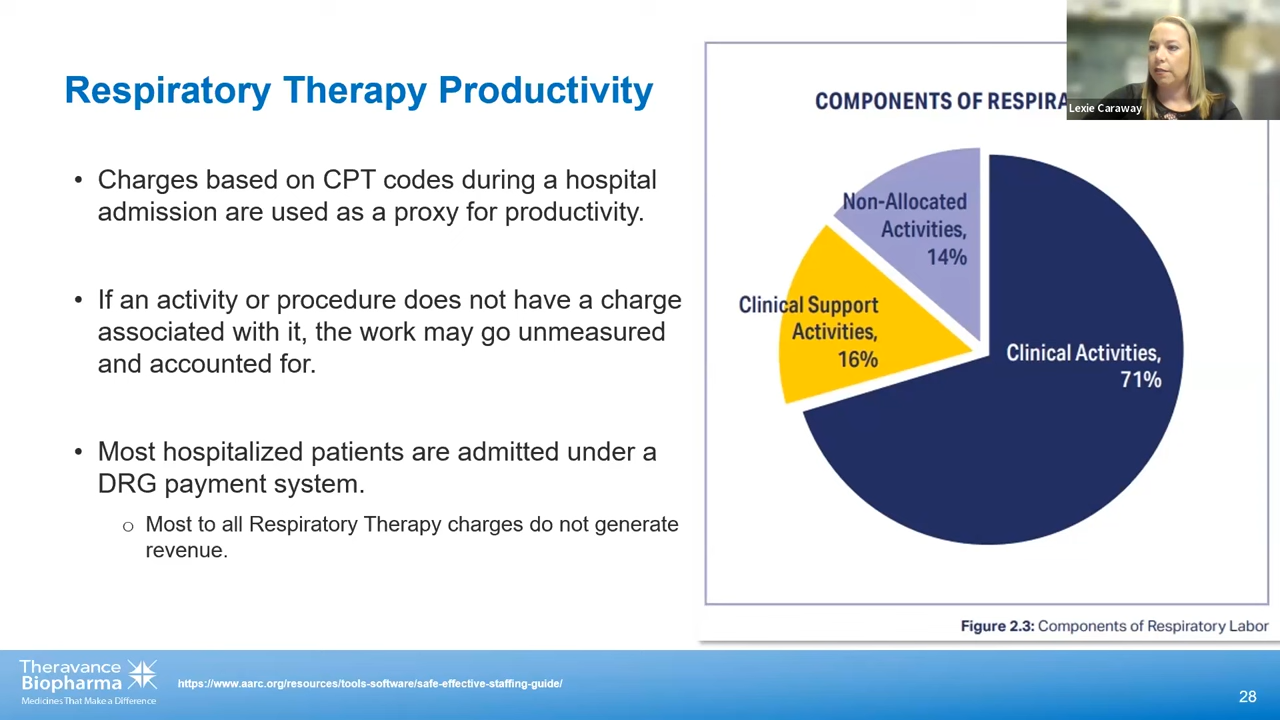 Respiratory Therapy Productivity
• Charges based on CPT codes during a hospital
admission are used as a proxy for productivity.
• If an activity or procedure does not have a charge
associated with it, the work may go unmeasured
and accounted for.
• Most hospitalized patients are admitted under a
DRG payment system.
o Most to all Respiratory Therapy charges do not generate
revenue.
COMPONENTS OF RESPIRA
Lexie Caraway
Non-Allocated
Activities,
14%
Clinical Support
Activities,
16%
Clinical Activities,
71%
Figure 2.3: Components of Respiratory Labor
Theravance
Biopharma
Medicines That Make a Difference
https://www.aarc.org/resources/tools-software/safe-effective-staffing-guide/
28